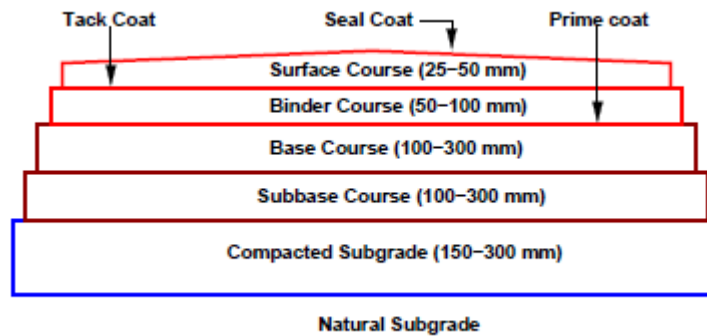 Tack Coat Seal Coat Prime coat
Surface Course (25−50 mm)
Binder Course (50−100 mm)
Base Course (100−300 mm)
Subbase Course (100−300 mm)
Compacted Subgrade (150−300 mm)
Natural Subgrade